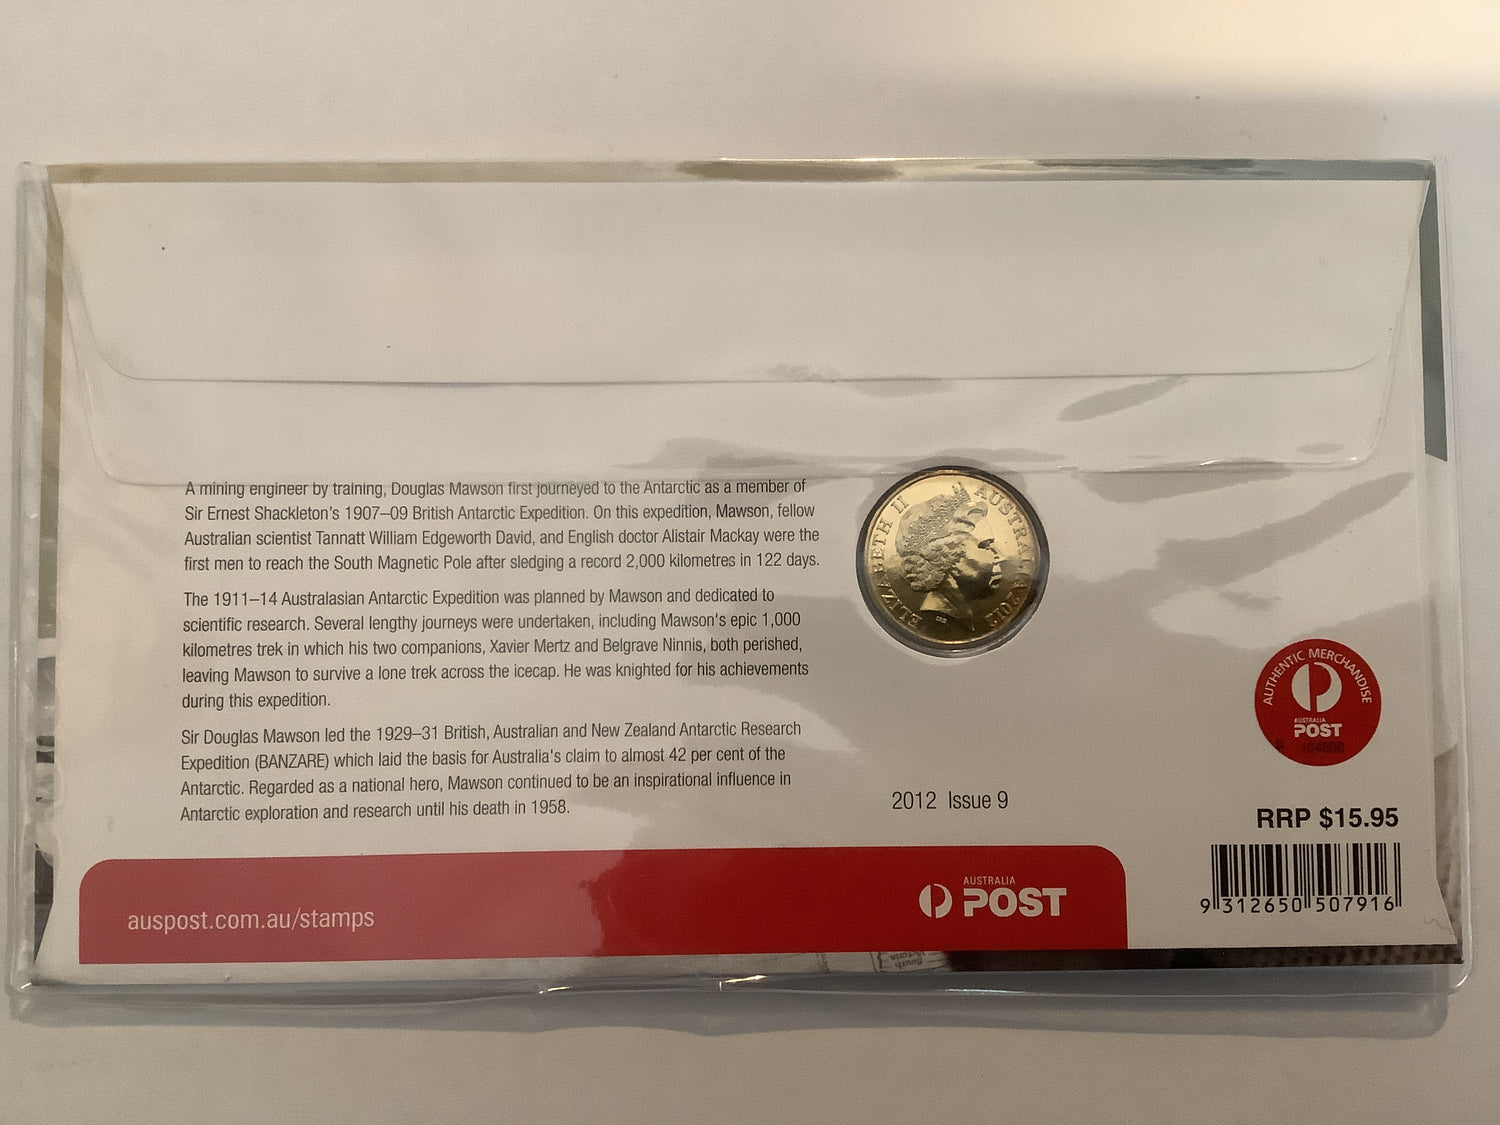 A mining engineer by training, Douglas Mawson first journeyed to the Antarctic as a member of
Sir Ernest Shackleton's 1907–09 British Antarctic Expedition. On this expedition, Mawson, fellow
Australian scientist Tannatt William Edgeworth David, and English doctor Alistair Mackay were the
first men to reach the South Magnetic Pole after sledging a record 2,000 kilometres in 122 days.
The 1911–14 Australasian Antarctic Expedition was planned by Mawson and dedicated to
scientific research. Several lengthy journeys were undertaken, including Mawson's epic 1,000
kilometres trek in which his two companions, Xavier Mertz and Belgrave Ninnis, both perished,
leaving Mawson to survive a lone trek across the icecap. He was knighted for his achievements
during this expedition.
Sir Douglas Mawson led the 1929–31 British, Australian and New Zealand Antarctic Research
Expedition (BANZARE) which laid the basis for Australia's claim to almost 42 per cent of the
Antarctic. Regarded as a national hero, Mawson continued to be an inspirational influence in
Antarctic exploration and research until his death in 1958.
ELIZABETH II AUSTRALIA 2012
IRB
2012 Issue 9
AUTHENTIC MERCHANDISE
AUSTRALIA
POST
RRP $15.95
9 312650 507916
auspost.com.au/stamps
AUSTRALIA
POST